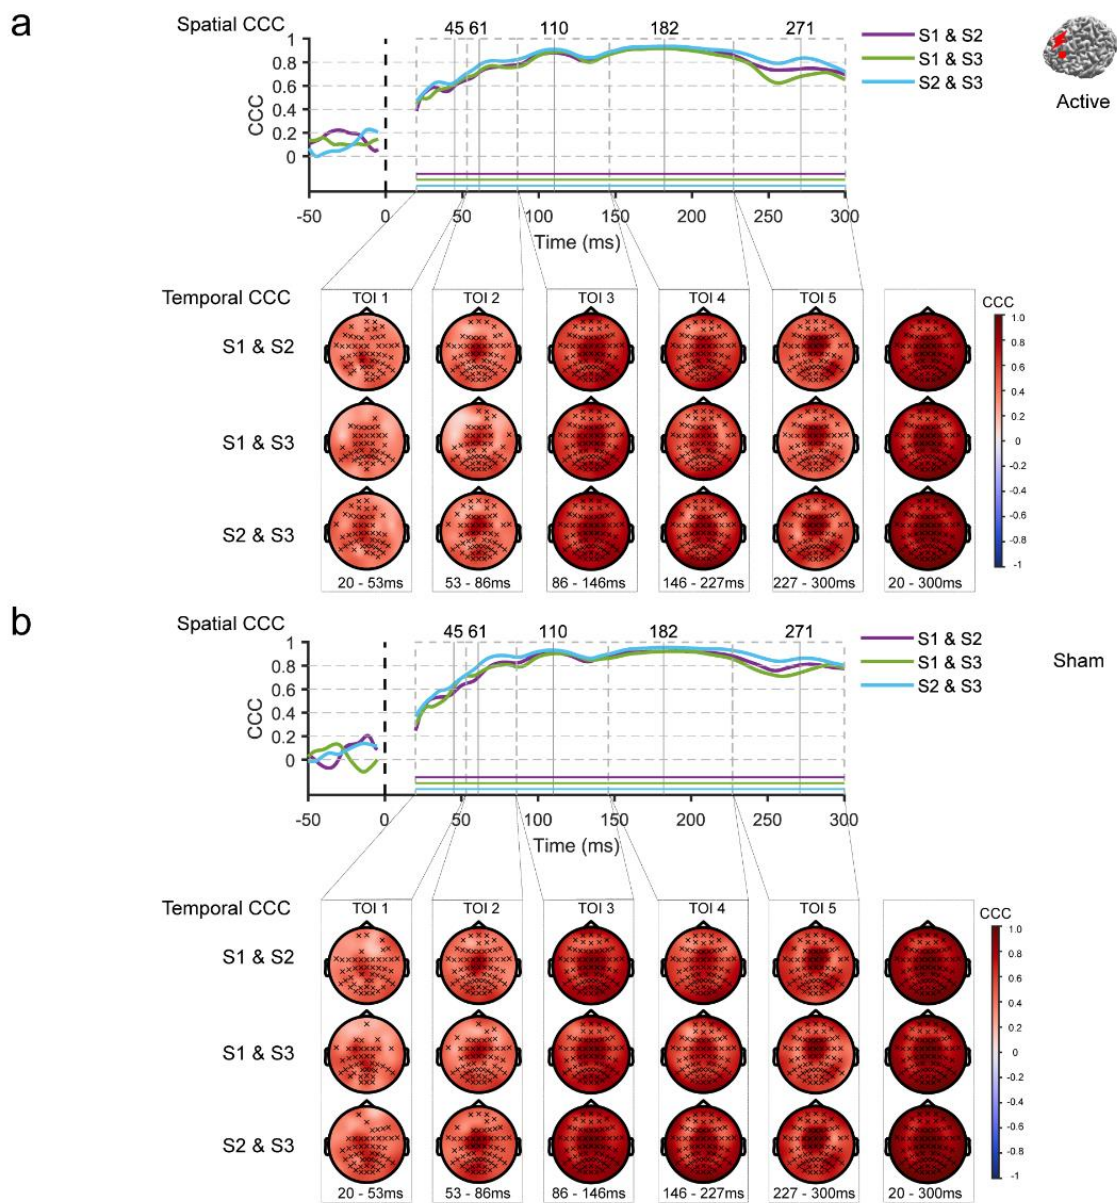 a
Spatial CCC
45 61 110 182 271
S1 & S2
S1 & S3
S2 & S3
Active
CCC
1
0.8
0.6
0.4
0.2
0
-50 0 50 100 150 200 250 300
Time (ms)
Temporal CCC
TOI 1 TOI 2 TOI 3 TOI 4 TOI 5
CCC
S1 & S2
S1 & S3
S2 & S3
1.0
0.8
0.6
0.4
0.2
0
-0.2
-0.4
-0.6
-0.8
-1
20 - 53ms 53 - 86ms 86 - 146ms 146 - 227ms 227 - 300ms 20 - 300ms
b
Spatial CCC
45 61 110 182 271
S1 & S2
S1 & S3
S2 & S3
Sham
CCC
1
0.8
0.6
0.4
0.2
0
-50 0 50 100 150 200 250 300
Time (ms)
Temporal CCC
TOI 1 TOI 2 TOI 3 TOI 4 TOI 5
CCC
S1 & S2
S1 & S3
S2 & S3
1.0
0.8
0.6
0.4
0.2
0
-0.2
-0.4
-0.6
-0.8
-1
20 - 53ms 53 - 86ms 86 - 146ms 146 - 227ms 227 - 300ms 20 - 300ms